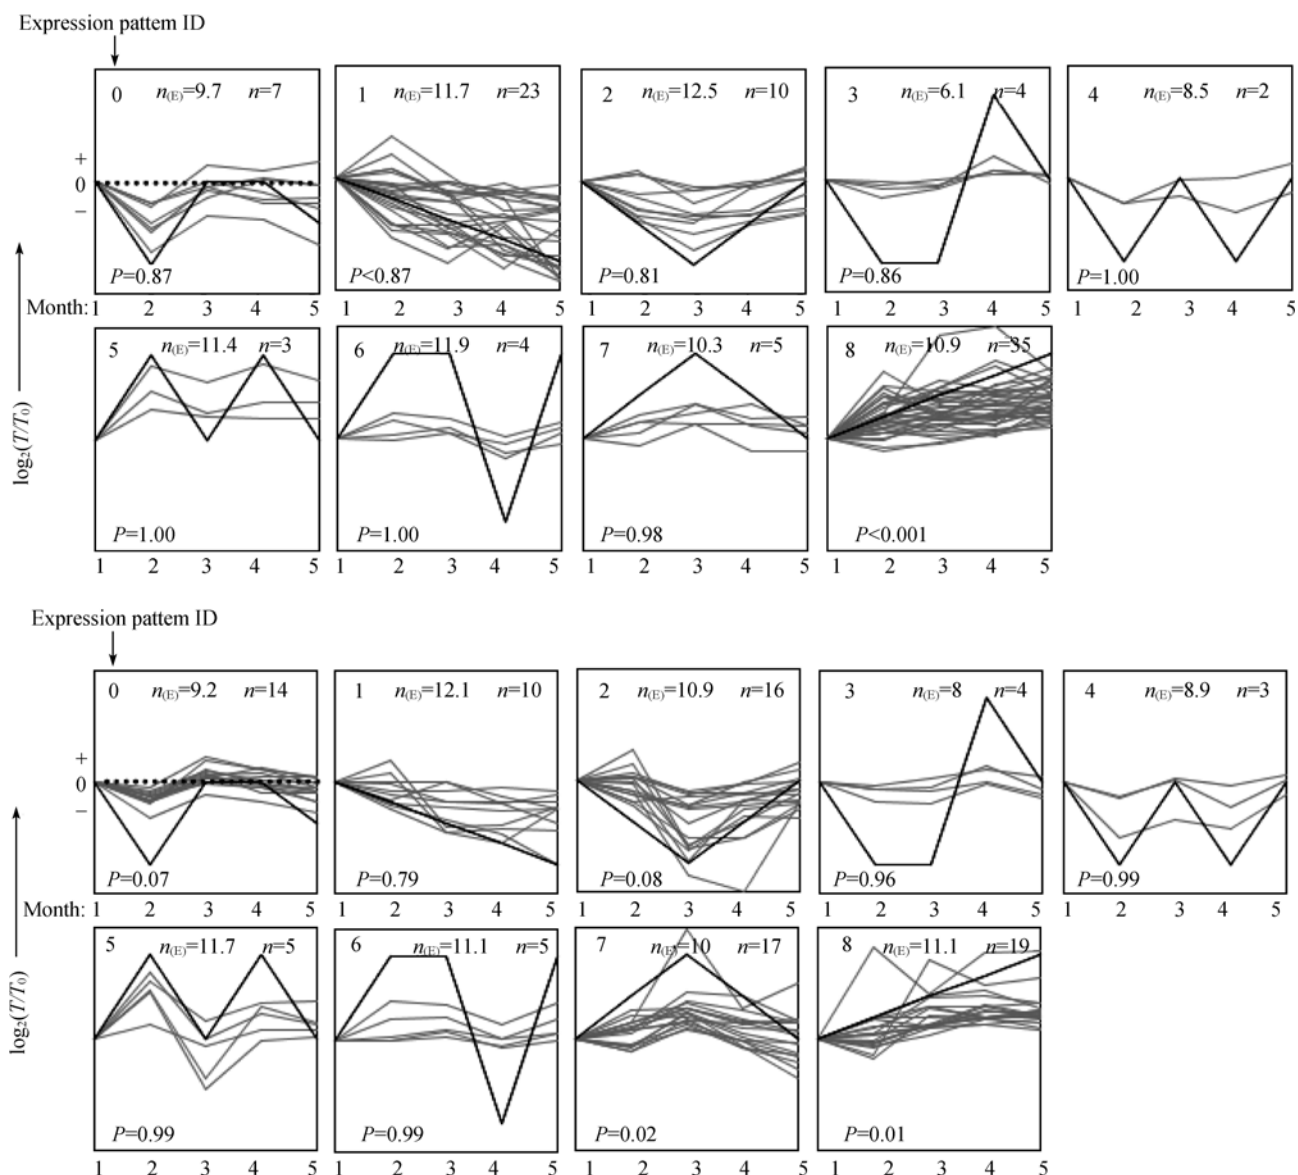 Expression pattem ID
0 n(E)=9.7 n=7
1 n(E)=11.7 n=23
2 n(E)=12.5 n=10
3 n(E)=6.1 n=4
4 n(E)=8.5 n=2
+
0
−
P=0.87
P<0.87
P=0.81
P=0.86
P=1.00
Month: 1 2 3 4 5
1 2 3 4 5
1 2 3 4 5
1 2 3 4 5
1 2 3 4 5
5 n(E)=11.4 n=3
6 n(E)=11.9 n=4
7 n(E)=10.3 n=5
8 n(E)=10.9 n=35
log2(T/T0)
P=1.00
P=1.00
P=0.98
P<0.001
1 2 3 4 5
1 2 3 4 5
1 2 3 4 5
1 2 3 4 5
Expression pattem ID
0 n(E)=9.2 n=14
1 n(E)=12.1 n=10
2 n(E)=10.9 n=16
3 n(E)=8 n=4
4 n(E)=8.9 n=3
+
0
−
P=0.07
P=0.79
P=0.08
P=0.96
P=0.99
Month: 1 2 3 4 5
1 2 3 4 5
1 2 3 4 5
1 2 3 4 5
1 2 3 4 5
5 n(E)=11.7 n=5
6 n(E)=11.1 n=5
7 n(E)=10 n=17
8 n(E)=11.1 n=19
log2(T/T0)
P=0.99
P=0.99
P=0.02
P=0.01
1 2 3 4 5
1 2 3 4 5
1 2 3 4 5
1 2 3 4 5